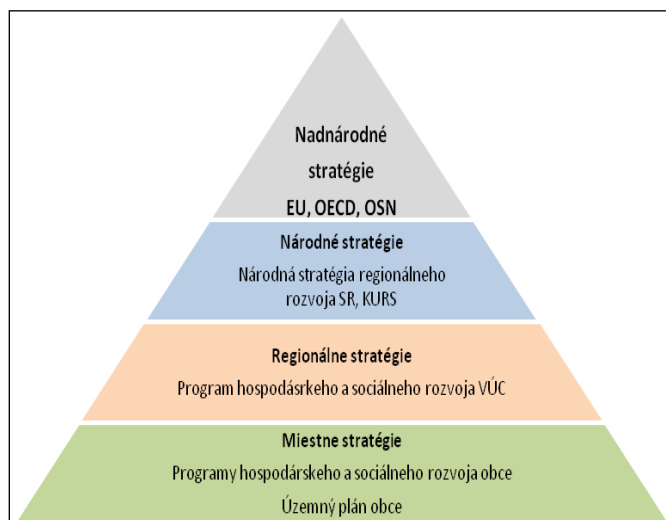 Nadnárodné
stratégie
EU, OECD, OSN
Národné stratégie
Národná stratégia regionálneho
rozvoja SR, KURS
Regionálne stratégie
Program hospodásrkeho a sociálneho rozvoja VÚC
Miestne stratégie
Programy hospodárskeho a sociálneho rozvoja obce
Územný plán obce